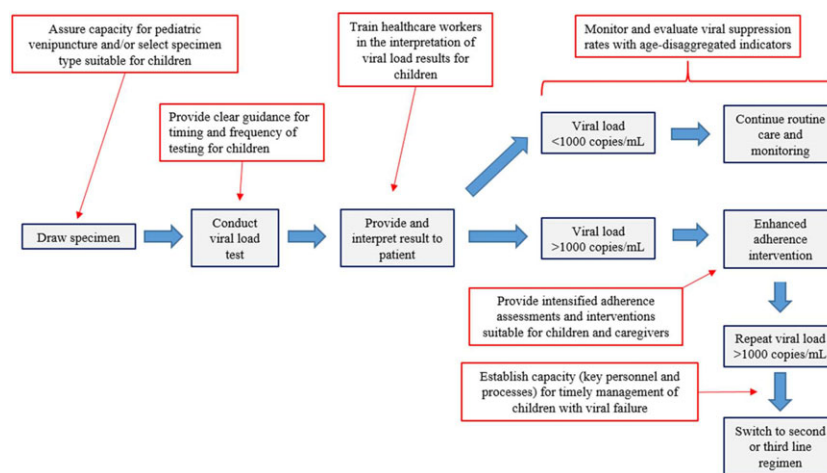 Assure capacity for pediatric
venipuncture and/or select specimen
type suitable for children
Train healthcare workers
in the interpretation of
viral load results for
children
Monitor and evaluate viral suppression
rates with age-disaggregated indicators
Provide clear guidance for
timing and frequency of
testing for children
Viral load
<1000 copies/mL
Continue routine
care and
monitoring
Draw specimen
Conduct
viral load
test
Provide and
interpret result to
patient
Viral load
>1000 copies/mL
Enhanced
adherence
intervention
Provide intensified adherence
assessments and interventions
suitable for children and caregivers
Repeat viral load
>1000 copies/mL
Establish capacity (key personnel and
processes) for timely management of
children with viral failure
Switch to second
or third line
regimen